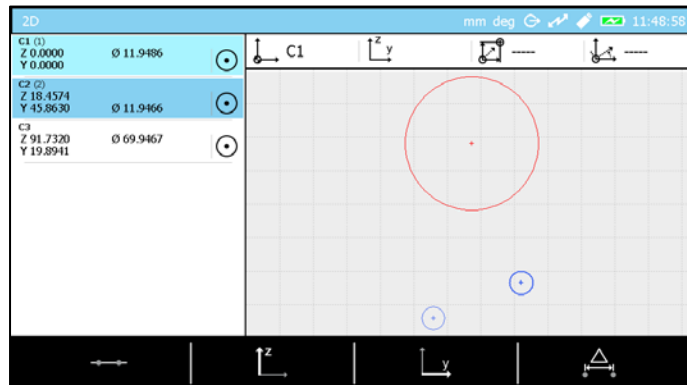 2D mm deg 11:48:58
C1 (1)
Z 0.0000 Ø 11.9486
Y 0.0000
C2 (2)
Z 18.4574
Y 45.8630 Ø 11.9466
C3
Z 91.7320 Ø 69.9467
Y 19.8941
C1 z y ----- -----
z y